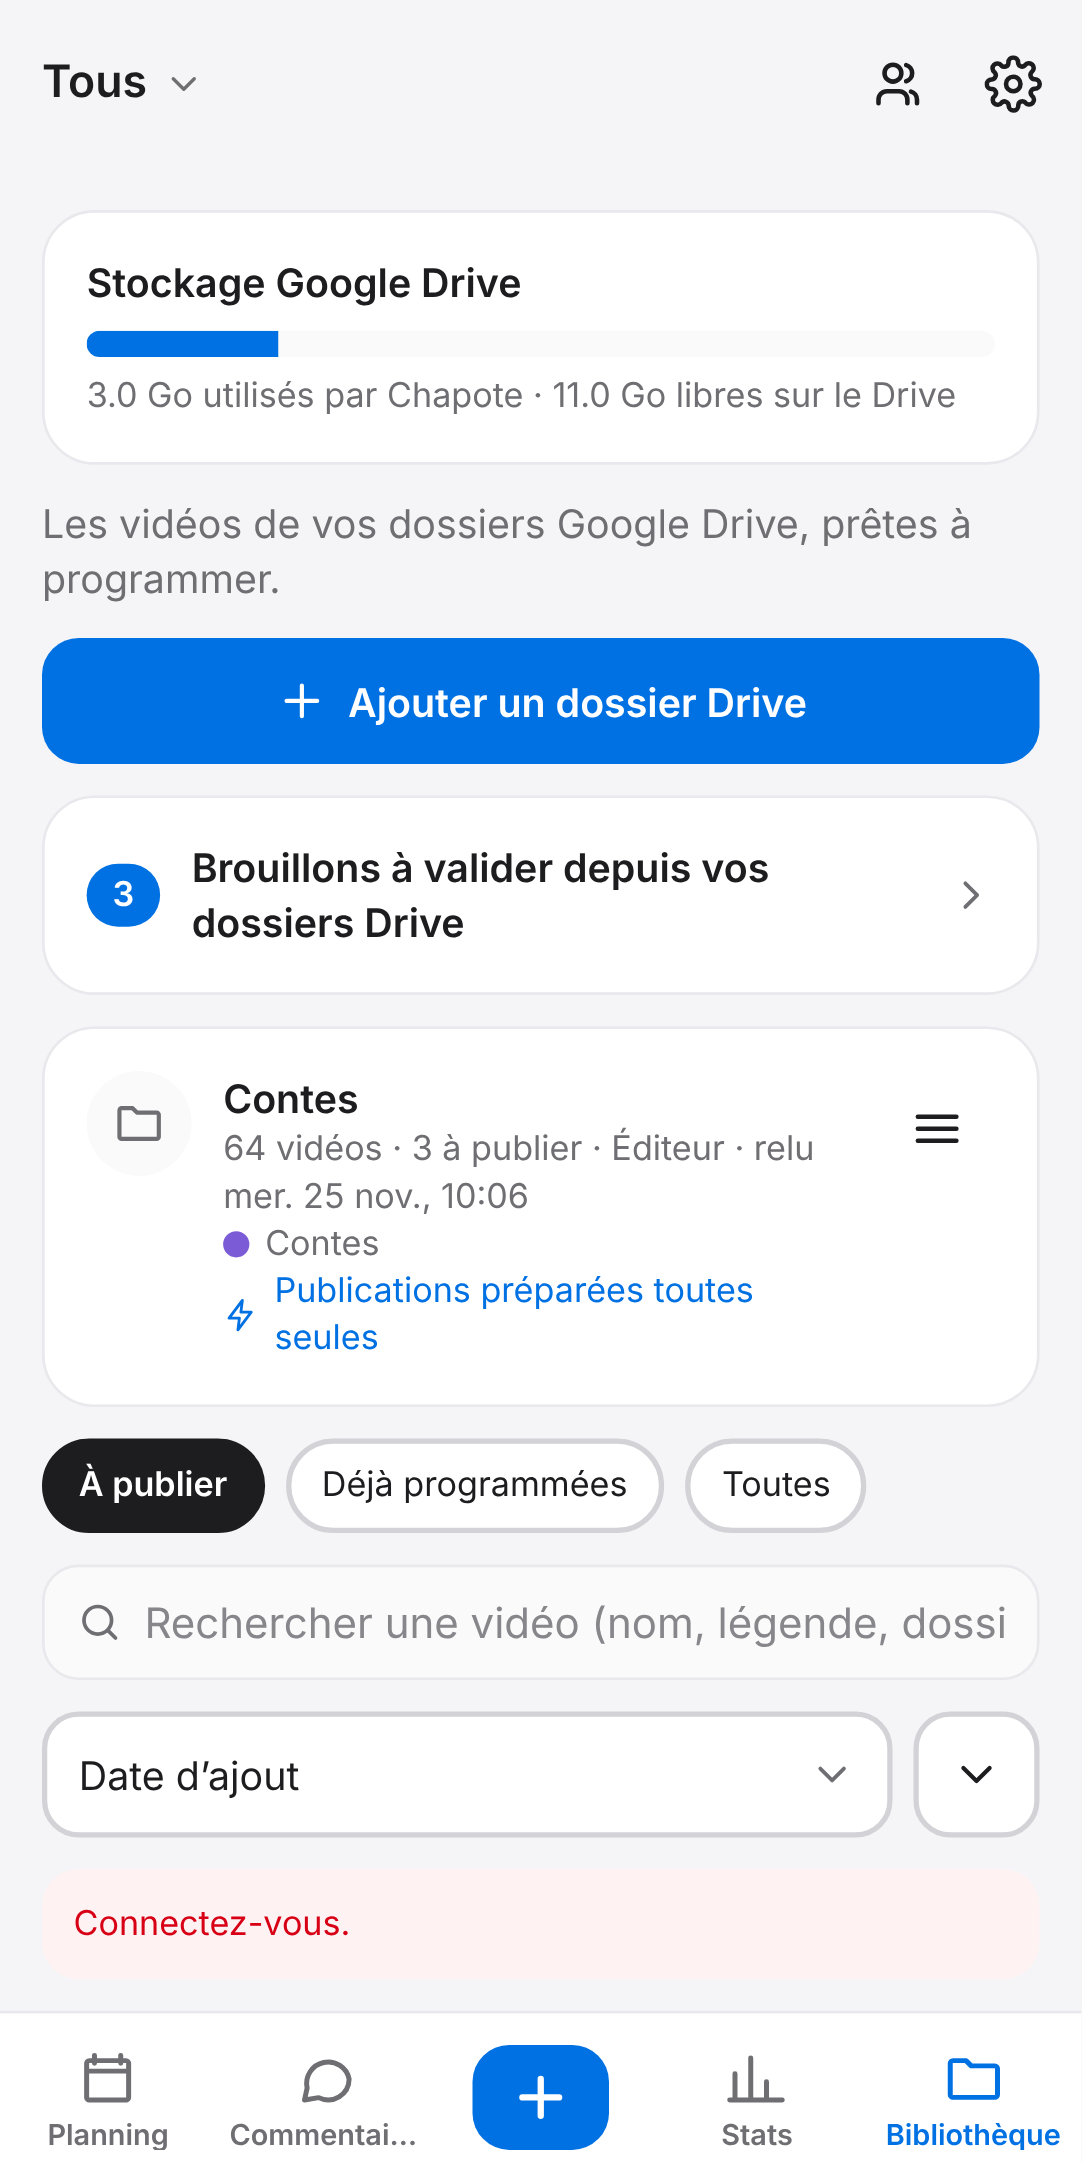 Tous
Stockage Google Drive
3.0 Go utilisés par Chapote · 11.0 Go libres sur le Drive
Les vidéos de vos dossiers Google Drive, prêtes à
programmer.
Ajouter un dossier Drive
3
Brouillons à valider depuis vos
dossiers Drive
Contes
64 vidéos · 3 à publier · Éditeur · relu
mer. 25 nov., 10:06
Contes
Publications préparées toutes
seules
À publier
Déjà programmées
Toutes
Rechercher une vidéo (nom, légende, dossi
Date d’ajout
Connectez-vous.
Planning
Commentai...
Stats
Bibliothèque